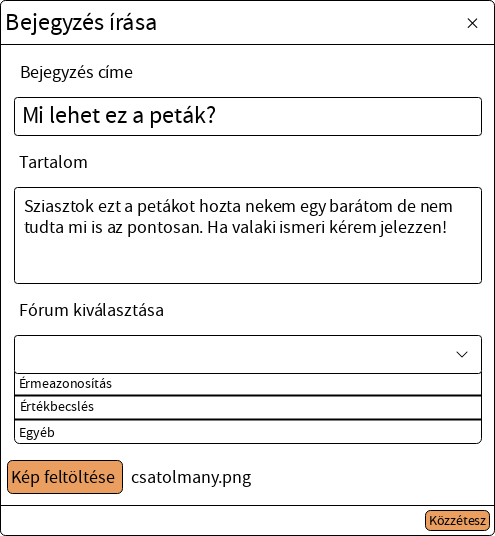 Bejegyzés írása
Bejegyzés címe
Mi lehet ez a peták?
Tartalom
Sziasztok ezt a petákot hozta nekem egy barátom de nem
tudta mi is az pontosan. Ha valaki ismeri kérem jelezzen!
Fórum kiválasztása
Érmeazonosítás
Értékbecslés
Egyéb
Kép feltöltése csatolmany.png
Közzétesz